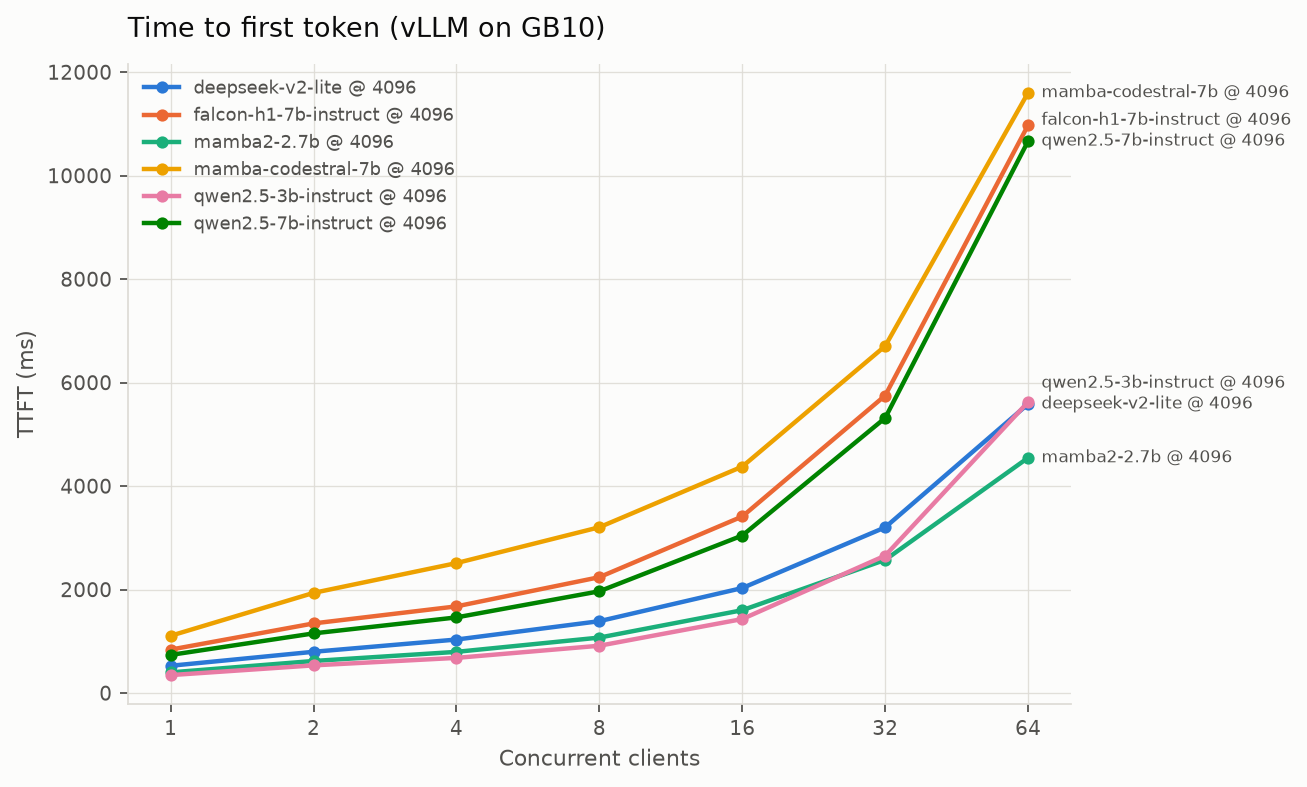 Time to first token (vLLM on GB10)
12000
10000
8000
6000
4000
2000
0
TTFT (ms)
deepseek-v2-lite @ 4096
falcon-h1-7b-instruct @ 4096
mamba2-2.7b @ 4096
mamba-codestral-7b @ 4096
qwen2.5-3b-instruct @ 4096
qwen2.5-7b-instruct @ 4096
mamba-codestral-7b @ 4096
falcon-h1-7b-instruct @ 4096
qwen2.5-7b-instruct @ 4096
qwen2.5-3b-instruct @ 4096
deepseek-v2-lite @ 4096
mamba2-2.7b @ 4096
1 2 4 8 16 32 64
Concurrent clients